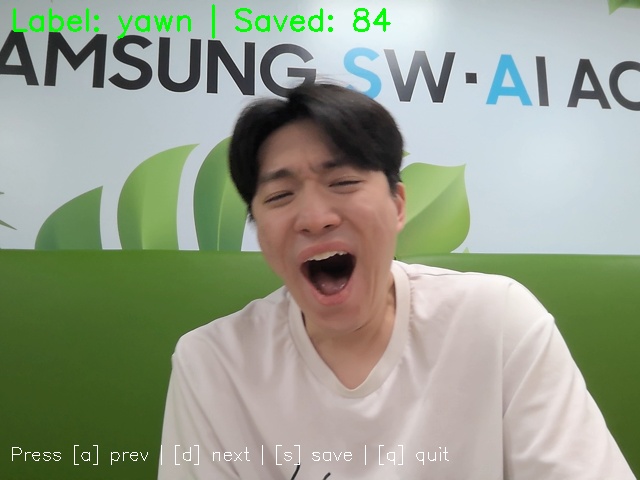 Label: yawn | Saved: 84
AMSUNG SW·AI AC
Press [a] prev | [d] next | [s] save | [q] quit